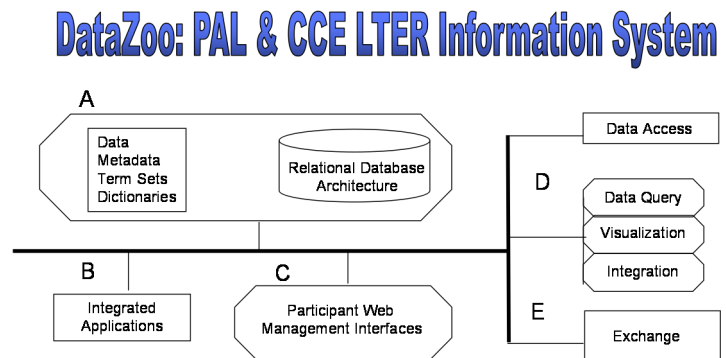 DataZoo: PAL & CCE LTER Information System
A
Data
Metadata
Term Sets
Dictionaries
Relational Database
Architecture
Data Access
D
Data Query
Visualization
Integration
B
C
Integrated
Applications
Participant Web
Management Interfaces
E
Exchange